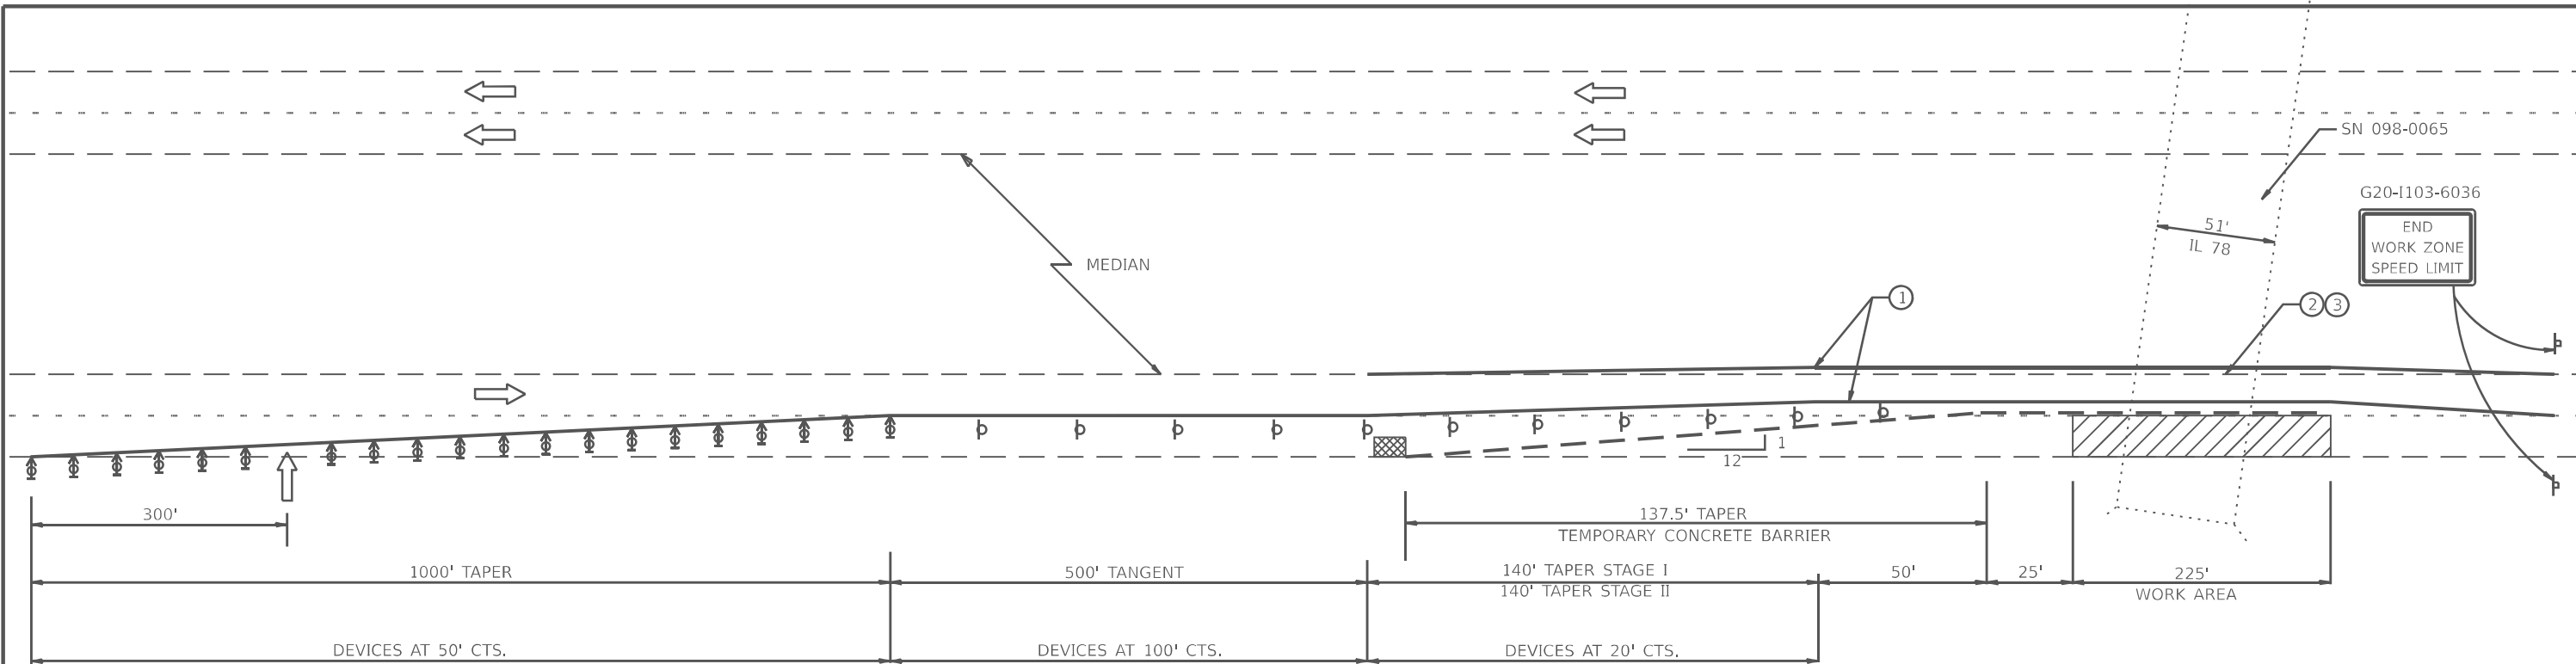 SN 098-0065
G20-I103-6036
END
WORK ZONE
SPEED LIMIT
51'
IL 78
MEDIAN
1
2 3
1
12
300'
137.5' TAPER
TEMPORARY CONCRETE BARRIER
1000' TAPER
500' TANGENT
140' TAPER STAGE I
140' TAPER STAGE II
50'
25'
225'
WORK AREA
DEVICES AT 50' CTS.
DEVICES AT 100' CTS.
DEVICES AT 20' CTS.